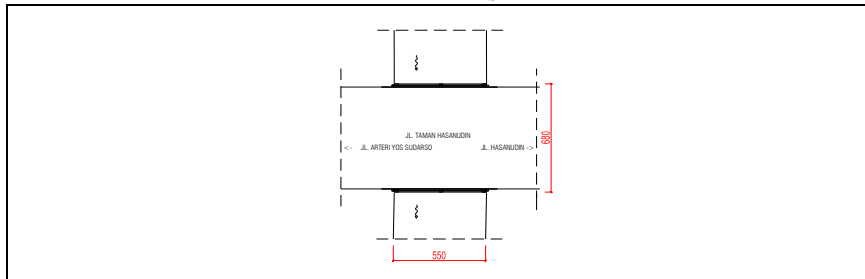 JL. TAMAN HASANUDIN
<- JL. ARTERI YOS SUDARSO JL. HASANUDIN ->
680
550